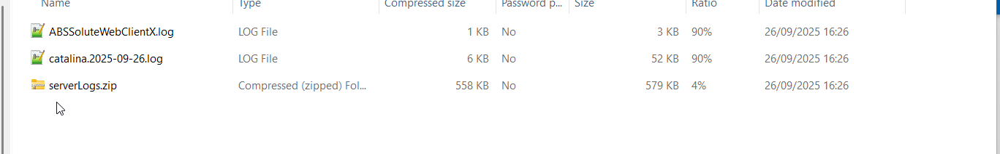 Name Type Compressed size Password p... Size Ratio Date modified
ABSSoluteWebClientX.log LOG File 1 KB No 3 KB 90% 26/09/2025 16:26
catalina.2025-09-26.log LOG File 6 KB No 52 KB 90% 26/09/2025 16:26
serverLogs.zip Compressed (zipped) Fol... 558 KB No 579 KB 4% 26/09/2025 16:26